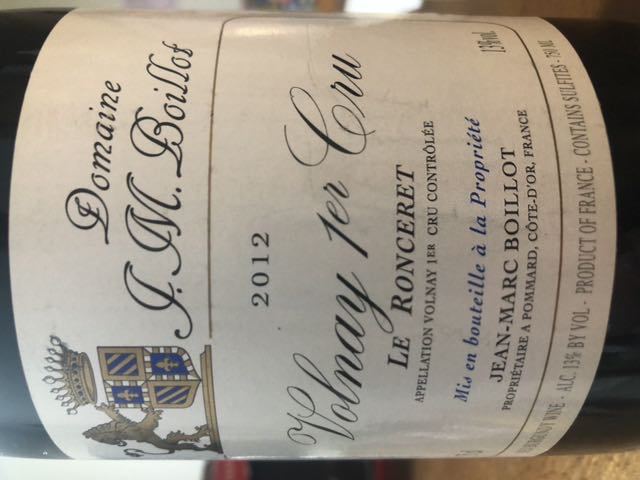 Domaine
J. M. Boillot
2012
Volnay 1er Cru
LE RONCERET
APPELLATION VOLNAY 1ER CRU CONTRÔLÉE
Mis en bouteille à la Propriété
13%vol.
JEAN-MARC BOILLOT
PROPRIÉTAIRE A POMMARD, CÔTE-D'OR, FRANCE
BURGUNDY WINE - ALC. 13% BY VOL - PRODUCT OF FRANCE - CONTAINS SULFITES - 750 ML